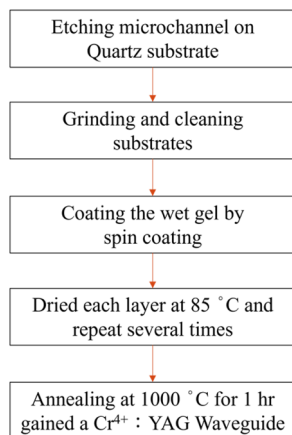 Etching microchannel on
Quartz substrate
Grinding and cleaning
substrates
Coating the wet gel by
spin coating
Dried each layer at 85 ˚C and
repeat several times
Annealing at 1000 ˚C for 1 hr
gained a Cr⁴⁺：YAG Waveguide